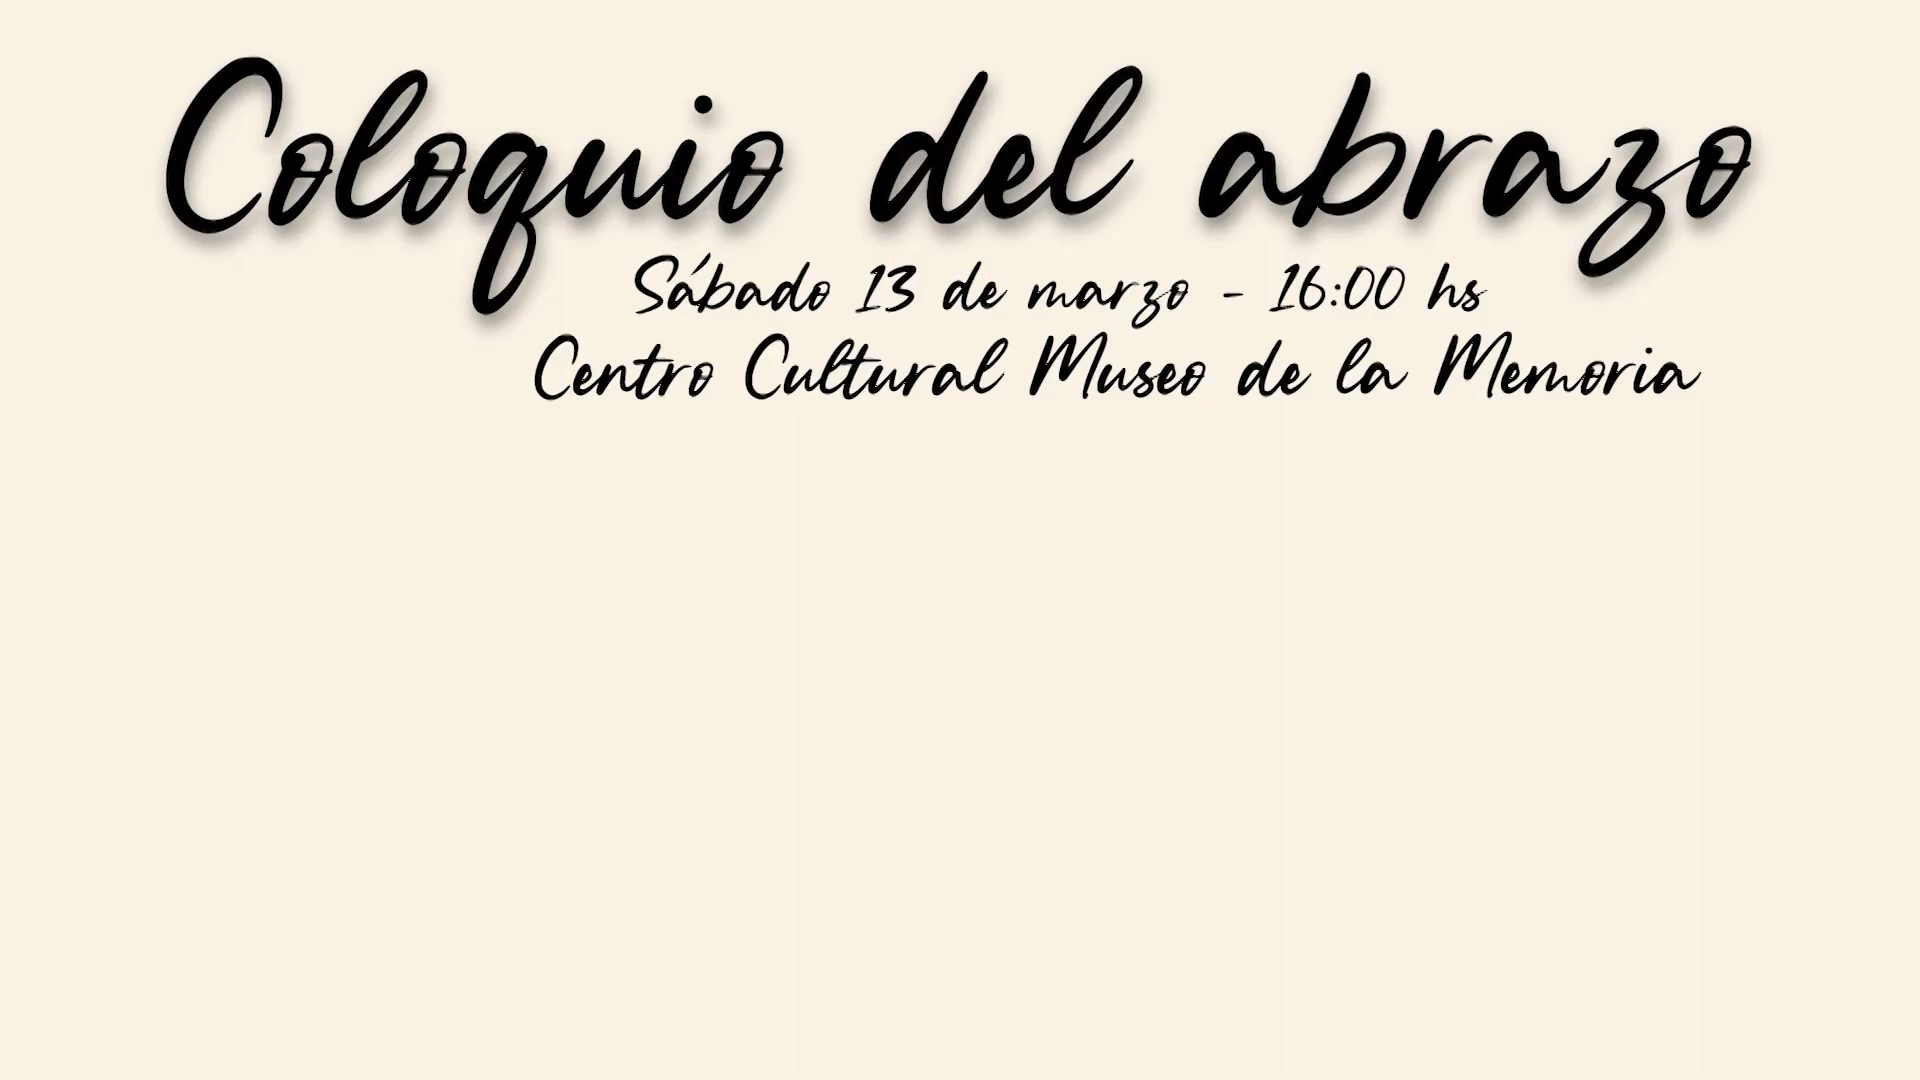 Coloquio del abrazo
Sábado 13 de marzo - 16:00 hs
Centro Cultural Museo de la Memoria